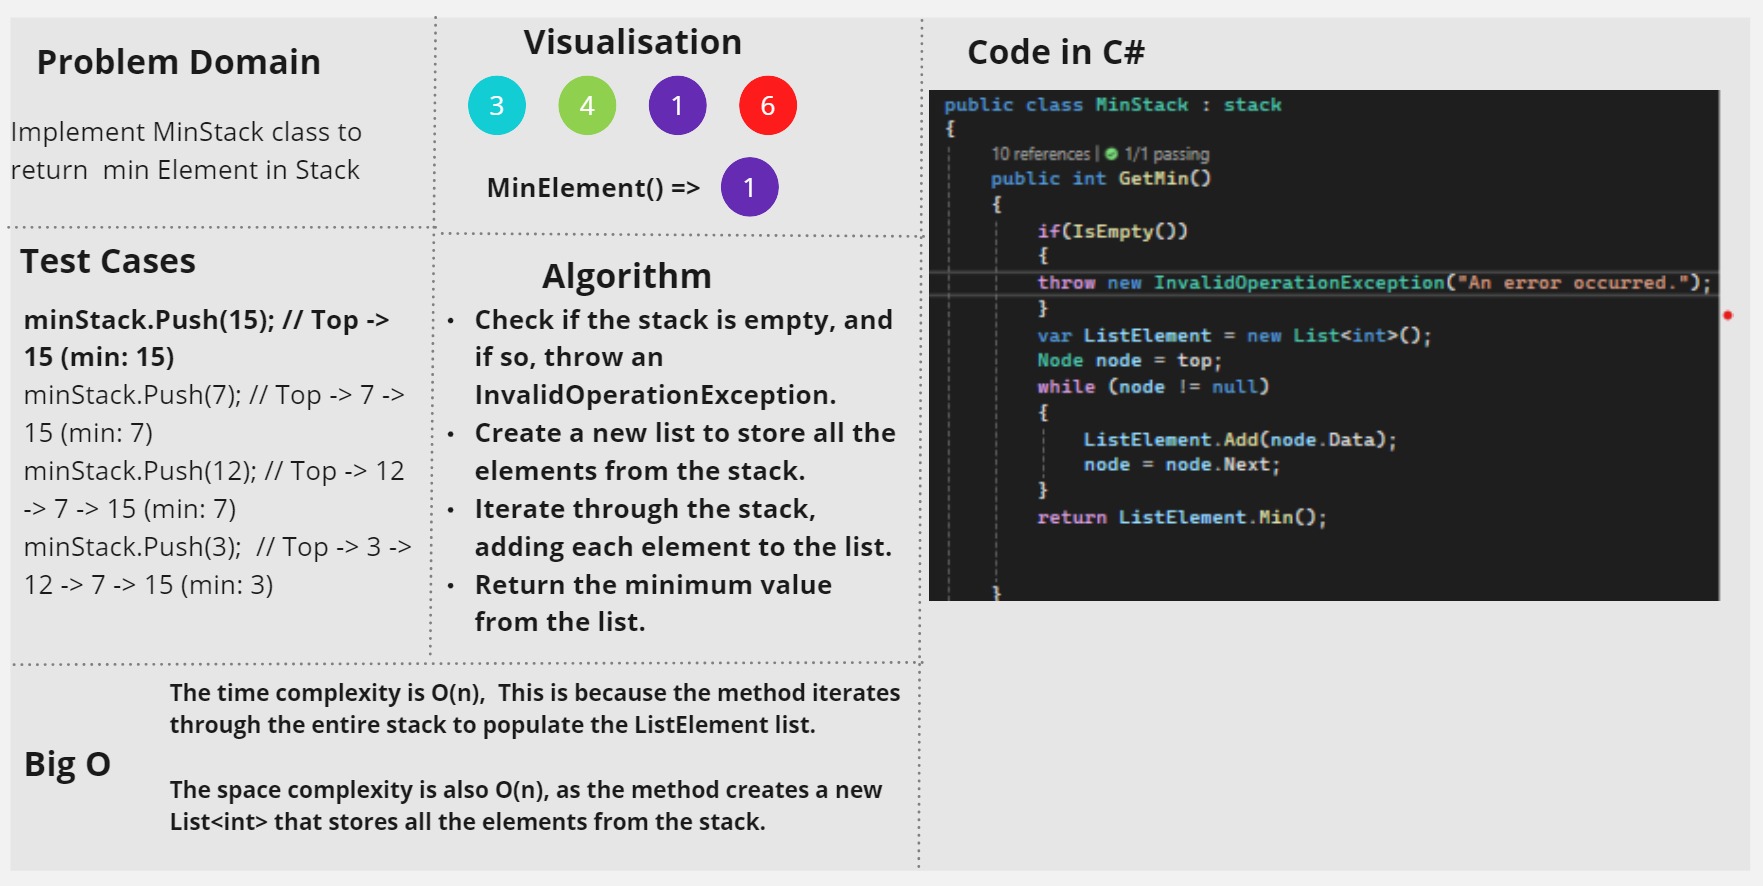 Problem Domain
Implement MinStack class to
return  min Element in Stack
Visualisation
3 4 1 6
MinElement() => 1
Test Cases
minStack.Push(15); // Top ->
15 (min: 15)
minStack.Push(7); // Top -> 7 ->
15 (min: 7)
minStack.Push(12); // Top -> 12
-> 7 -> 15 (min: 7)
minStack.Push(3);  // Top -> 3 ->
12 -> 7 -> 15 (min: 3)
Algorithm
• Check if the stack is empty, and
if so, throw an
InvalidOperationException.
• Create a new list to store all the
elements from the stack.
• Iterate through the stack,
adding each element to the list.
• Return the minimum value
from the list.
Big O
The time complexity is O(n),  This is because the method iterates
through the entire stack to populate the ListElement list.
The space complexity is also O(n), as the method creates a new
List<int> that stores all the elements from the stack.
Code in C#
public class MinStack : stack
{
10 references | 1/1 passing
public int GetMin()
{
if(IsEmpty())
{
throw new InvalidOperationException("An error occurred.");
}
var ListElement = new List<int>();
Node node = top;
while (node != null)
{
ListElement.Add(node.Data);
node = node.Next;
}
return ListElement.Min();
}